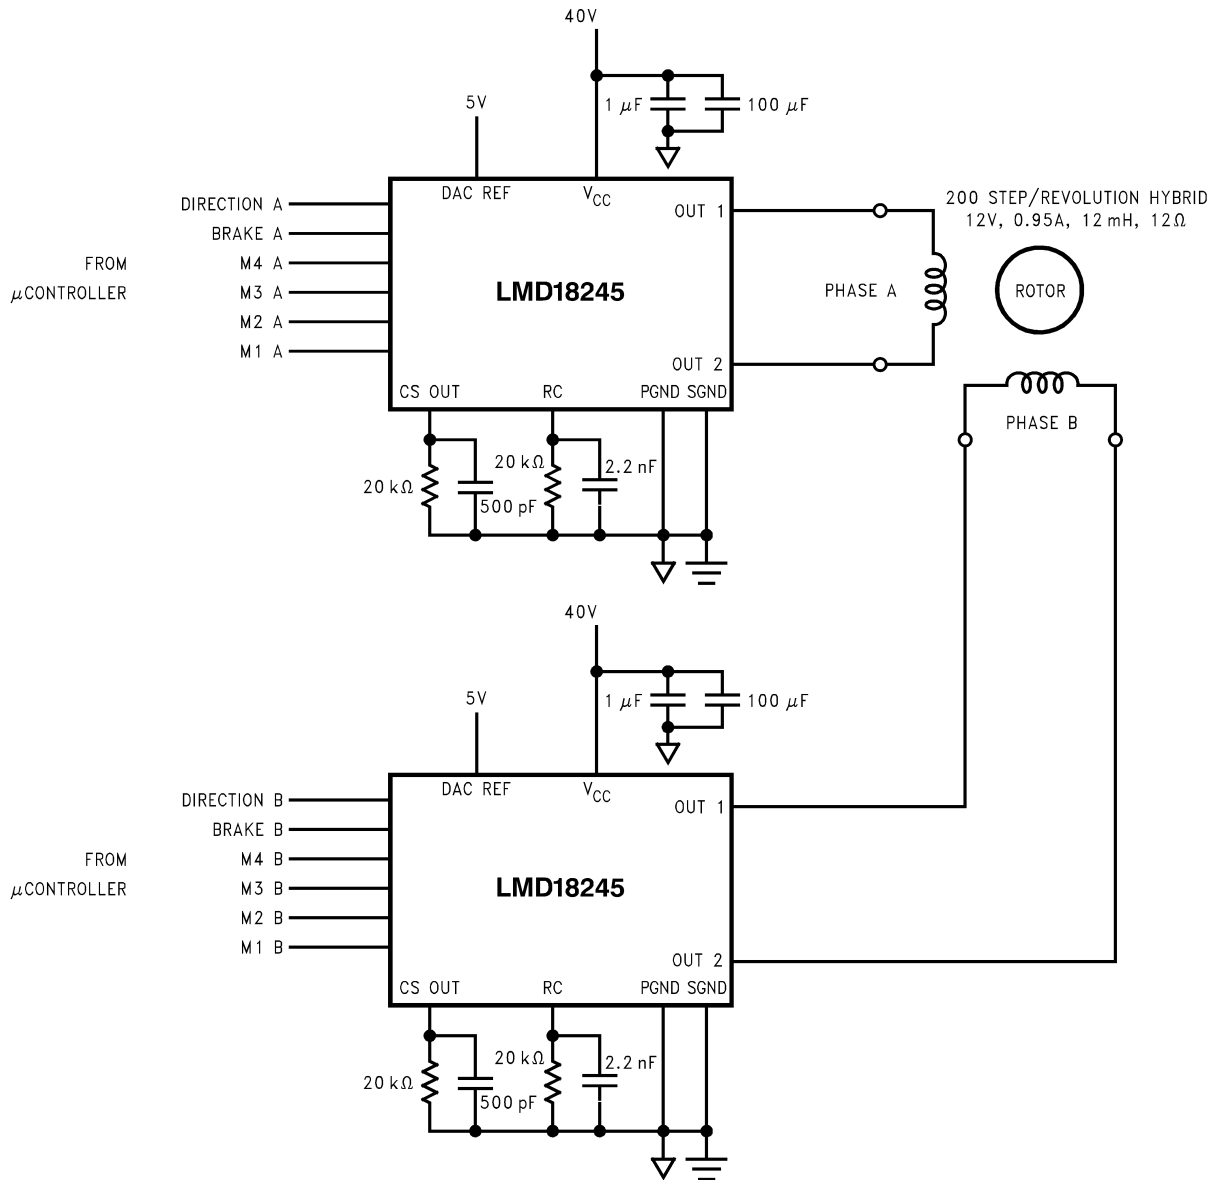 40V
1 μF
100 μF
5V
DAC REF
VCC
OUT 1
200 STEP/REVOLUTION HYBRID
12V, 0.95A, 12 mH, 12Ω
DIRECTION A
BRAKE A
FROM
μCONTROLLER
M4 A
M3 A
M2 A
M1 A
LMD18245
PHASE A
ROTOR
OUT 2
CS OUT
RC
PGND
SGND
PHASE B
20 kΩ
500 pF
20 kΩ
2.2 nF
40V
1 μF
100 μF
5V
DAC REF
VCC
OUT 1
DIRECTION B
BRAKE B
FROM
μCONTROLLER
M4 B
M3 B
M2 B
M1 B
LMD18245
OUT 2
CS OUT
RC
PGND
SGND
20 kΩ
500 pF
20 kΩ
2.2 nF